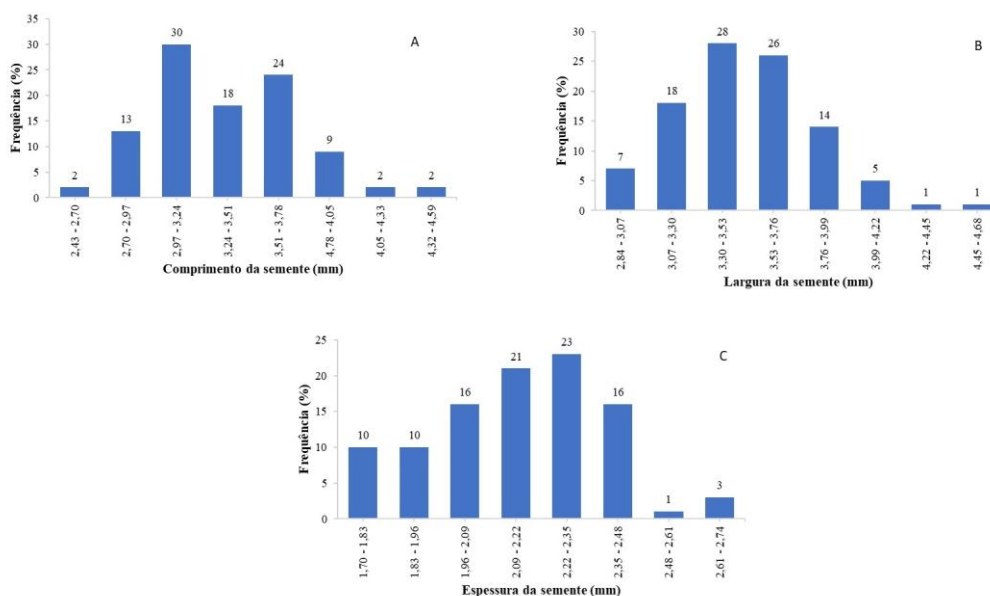 A
Frequência (%)
35
30
25
20
15
10
5
0
2
13
30
18
24
9
2
2
2,43 - 2,70
2,70 - 2,97
2,97 - 3,24
3,24 - 3,51
3,51 - 3,78
4,78 - 4,05
4,05 - 4,33
4,32 - 4,59
Comprimento da semente (mm)
B
Frequência (%)
30
25
20
15
10
5
0
7
18
28
26
14
5
1
1
2,84 - 3,07
3,07 - 3,30
3,30 - 3,53
3,53 - 3,76
3,76 - 3,99
3,99 - 4,22
4,22 - 4,45
4,45 - 4,68
Largura da semente (mm)
C
Frequência (%)
25
20
15
10
5
0
10
10
16
21
23
16
1
3
1,70 - 1,83
1,83 - 1,96
1,96 - 2,09
2,09 - 2,22
2,22 - 2,35
2,35 - 2,48
2,48 - 2,61
2,61 - 2,74
Espessura da semente (mm)